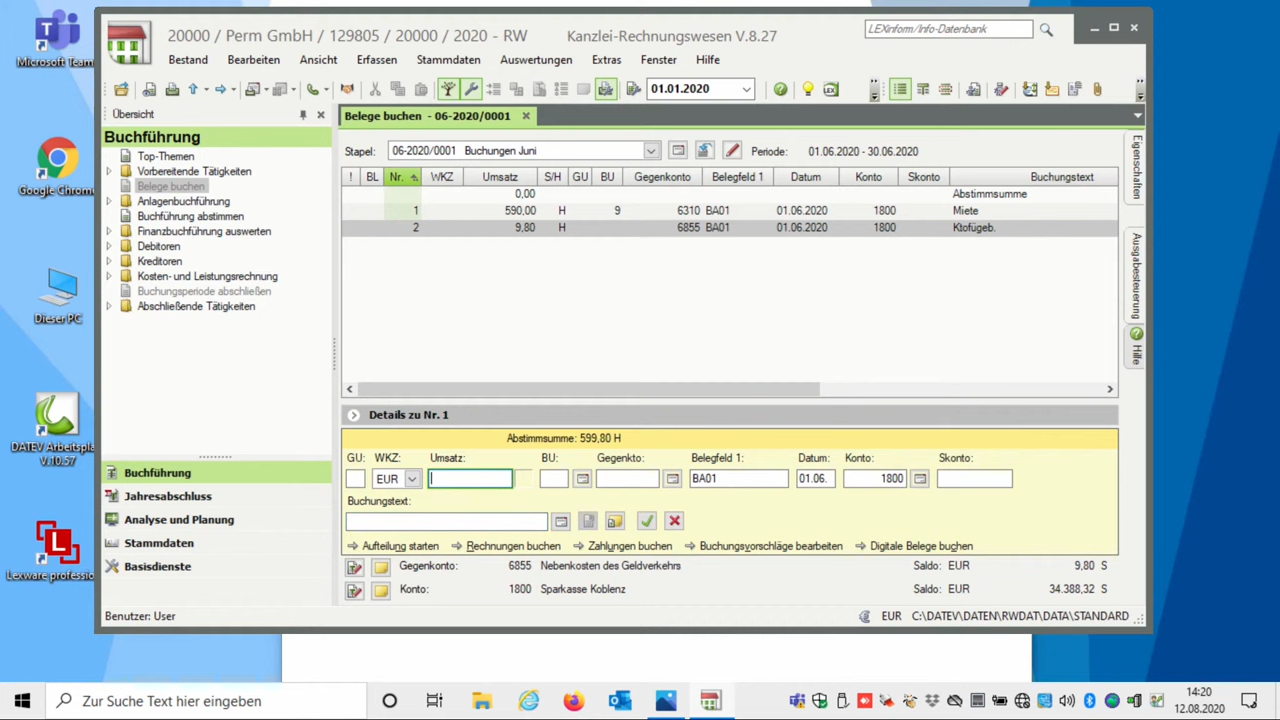 Microsoft Team
Google Chrome
Dieser PC
DATEV Arbeitspla
V.10.57
Lexware professio
20000 / Perle GmbH / 129805 / 20000 / 2020 - RW
Kanzlei-Rechnungswesen V.8.27
LEXinform/Info-Datenbank
Bestand Bearbeiten Ansicht Erfassen Stammdaten Auswertungen Extras Fenster Hilfe
01.01.2020
Übersicht
Buchführung
Top-Themen
Vorbereitende Tätigkeiten
Belege buchen
Anlagenbuchführung
Buchführung abstimmen
Finanzbuchführung auswerten
Debitoren
Kreditoren
Kosten- und Leistungsrechnung
Buchungsperiode abschließen
Abschließende Tätigkeiten
Buchführung
Jahresabschluss
Analyse und Planung
Stammdaten
Basisdienste
Belege buchen - 06-2020/0001
Stapel: 06-2020/0001 Buchungen Juni Periode: 01.06.2020 - 30.06.2020
! BL Nr. WKZ Umsatz S/H GU BU Gegenkonto Belegfeld 1 Datum Konto Skonto Buchungstext
0,00 Abstimmsumme
1 590,00 H 9 6310 BA01 01.06.2020 1800 Miete
2 9,80 H 6855 BA01 01.06.2020 1800 Ktofügeb.
Eigenschaften
Ausgabesteuerung
Hilfe
Details zu Nr. 1
Abstimmsumme: 599,80 H
GU: WKZ: Umsatz: BU: Gegenkto: Belegfeld 1: Datum: Konto: Skonto:
EUR BA01 01.06. 1800
Buchungstext:
Aufteilung starten Rechnungen buchen Zahlungen buchen Buchungsvorschläge bearbeiten Digitale Belege buchen
Gegenkonto: 6855 Nebenkosten des Geldverkehrs Saldo: EUR 9,80 S
Konto: 1800 Sparkasse Koblenz Saldo: EUR 34.388,32 S
Benutzer: User
EUR C:\DATEV\DATEN\RWDAT\DATA\STANDARD
Zur Suche Text hier eingeben
14:20
12.08.2020